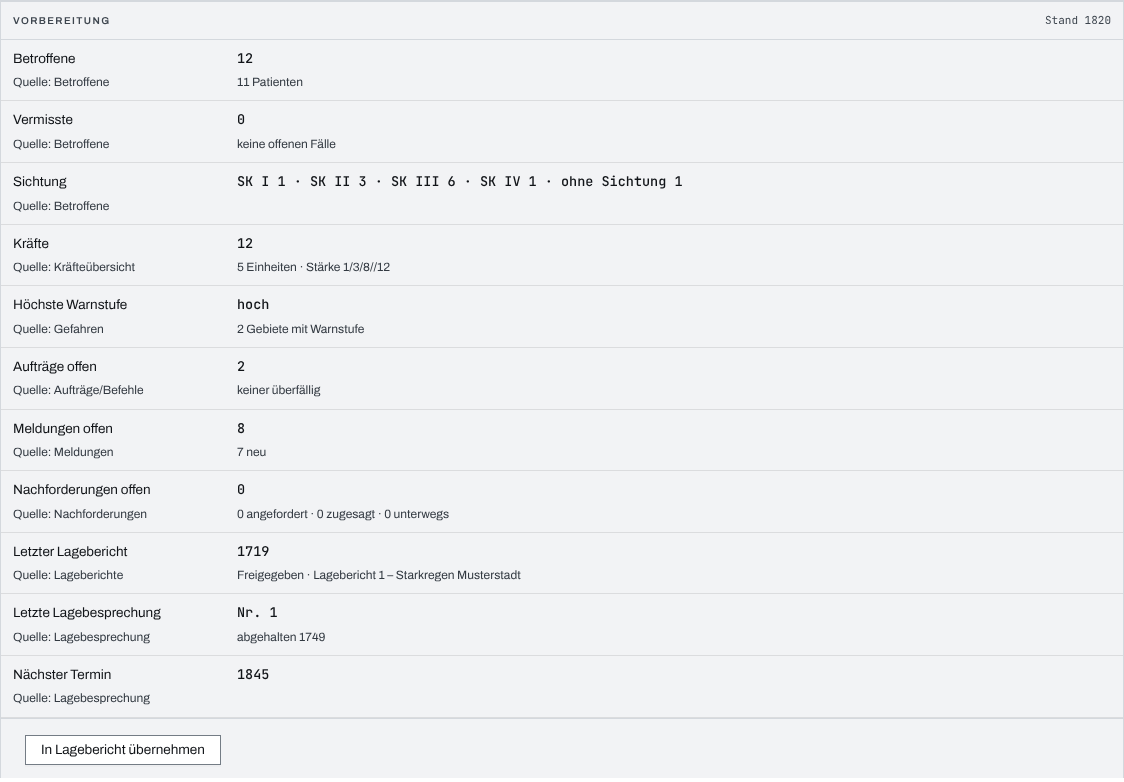 VORBEREITUNG Stand 1820
Betroffene 12
Quelle: Betroffene 11 Patienten
Vermisste 0
Quelle: Betroffene keine offenen Fälle
Sichtung SK I 1 · SK II 3 · SK III 6 · SK IV 1 · ohne Sichtung 1
Quelle: Betroffene
Kräfte 12
Quelle: Kräfteübersicht 5 Einheiten · Stärke 1/3/8//12
Höchste Warnstufe hoch
Quelle: Gefahren 2 Gebiete mit Warnstufe
Aufträge offen 2
Quelle: Aufträge/Befehle keiner überfällig
Meldungen offen 8
Quelle: Meldungen 7 neu
Nachforderungen offen 0
Quelle: Nachforderungen 0 angefordert · 0 zugesagt · 0 unterwegs
Letzter Lagebericht 1719
Quelle: Lageberichte Freigegeben · Lagebericht 1 – Starkregen Musterstadt
Letzte Lagebesprechung Nr. 1
Quelle: Lagebesprechung abgehalten 1749
Nächster Termin 1845
Quelle: Lagebesprechung
In Lagebericht übernehmen